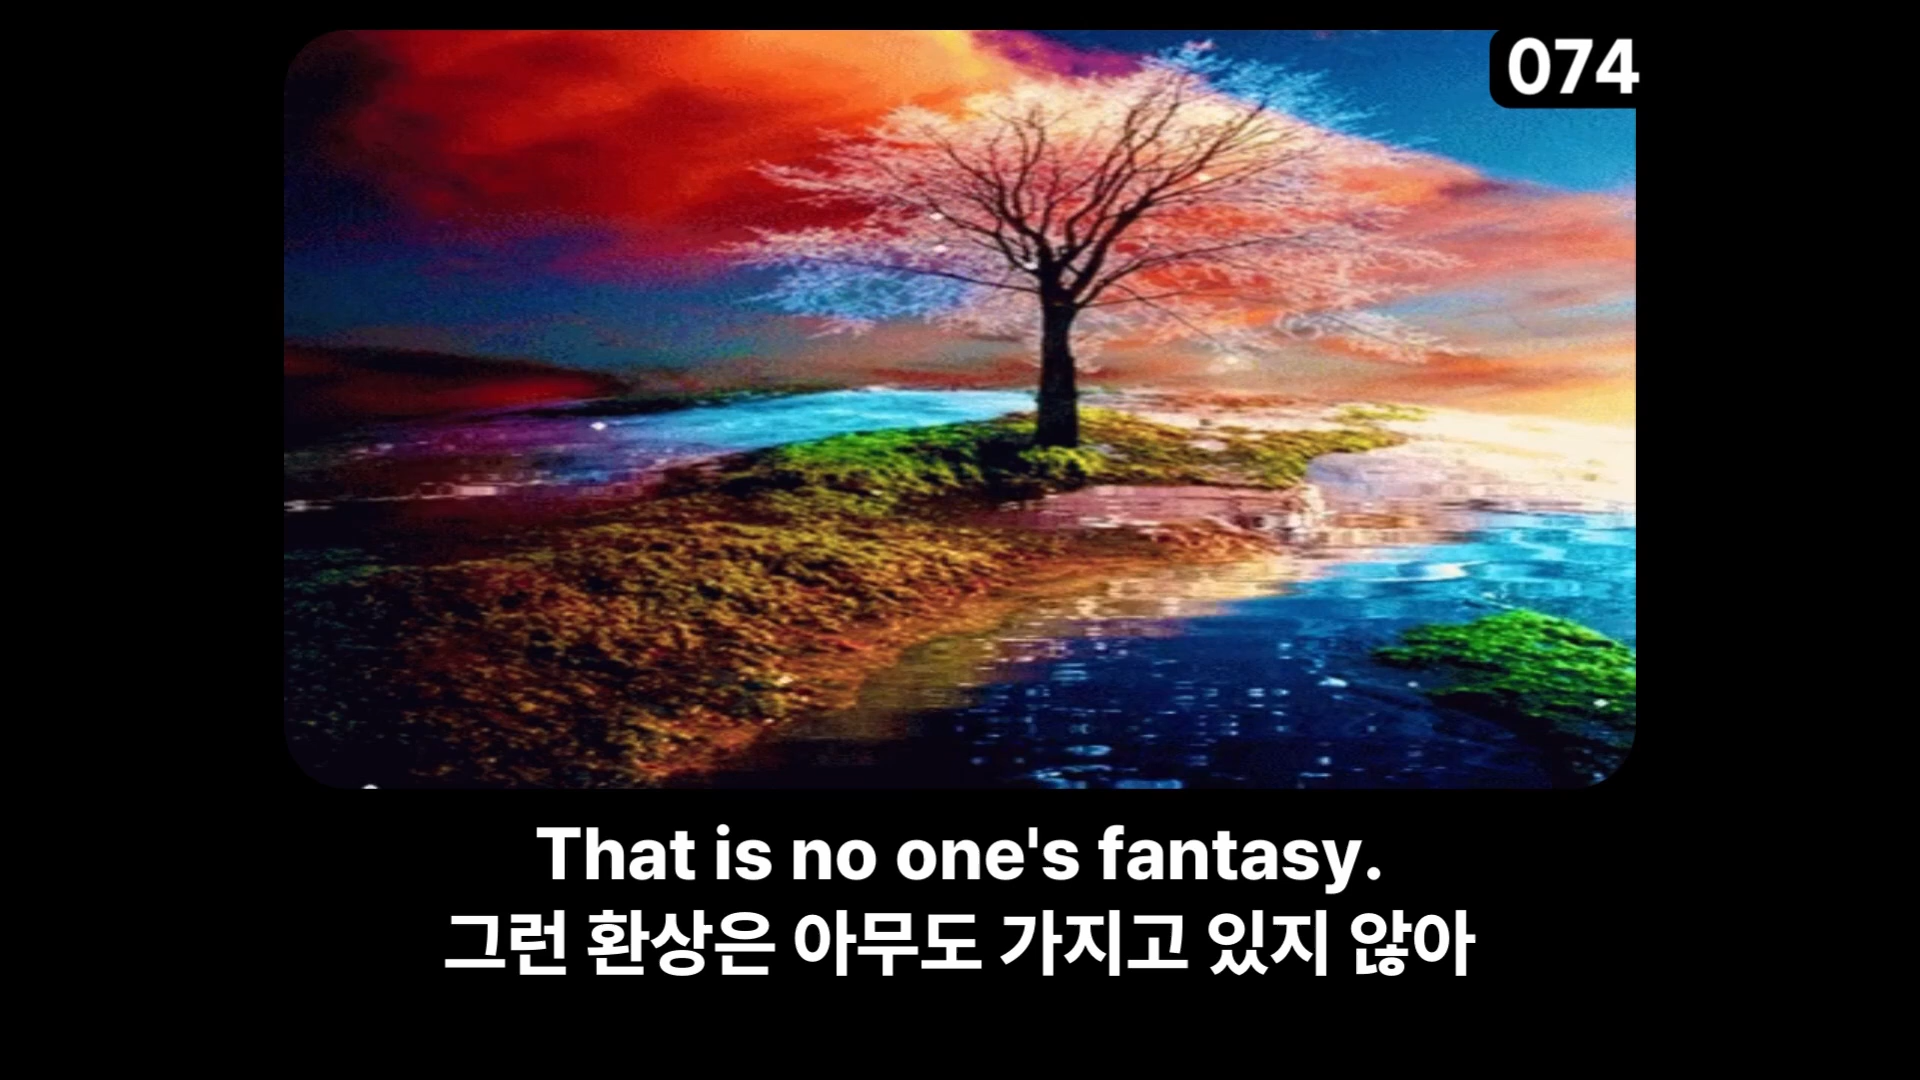 074
That is no one's fantasy.
그런 환상은 아무도 가지고 있지 않아